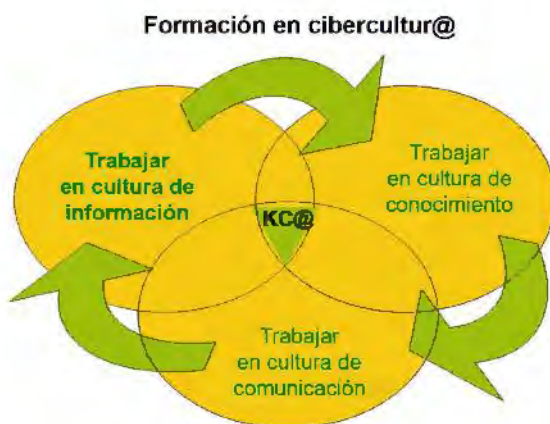 Formación en cibercultur@
Trabajar
en cultura de
información
Trabajar
en cultura de
conocimiento
KC@
Trabajar
en cultura de
comunicación